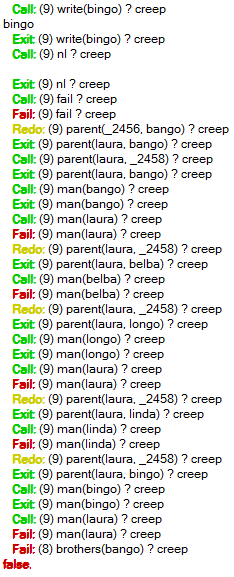 Call: (9) write(bingo) ? creep
bingo
Exit: (9) write(bingo) ? creep
Call: (9) nl ? creep

Exit: (9) nl ? creep
Call: (9) fail ? creep
Fail: (9) fail ? creep
Redo: (9) parent(_2456, bango) ? creep
Exit: (9) parent(laura, bango) ? creep
Call: (9) parent(laura, _2458) ? creep
Exit: (9) parent(laura, bango) ? creep
Call: (9) man(bango) ? creep
Exit: (9) man(bango) ? creep
Call: (9) man(laura) ? creep
Fail: (9) man(laura) ? creep
Redo: (9) parent(laura, _2458) ? creep
Exit: (9) parent(laura, belba) ? creep
Call: (9) man(belba) ? creep
Fail: (9) man(belba) ? creep
Redo: (9) parent(laura, _2458) ? creep
Exit: (9) parent(laura, longo) ? creep
Call: (9) man(longo) ? creep
Exit: (9) man(longo) ? creep
Call: (9) man(laura) ? creep
Fail: (9) man(laura) ? creep
Redo: (9) parent(laura, _2458) ? creep
Exit: (9) parent(laura, linda) ? creep
Call: (9) man(linda) ? creep
Fail: (9) man(linda) ? creep
Redo: (9) parent(laura, _2458) ? creep
Exit: (9) parent(laura, bingo) ? creep
Call: (9) man(bingo) ? creep
Exit: (9) man(bingo) ? creep
Call: (9) man(laura) ? creep
Fail: (9) man(laura) ? creep
Fail: (8) brothers(bango) ? creep
false.